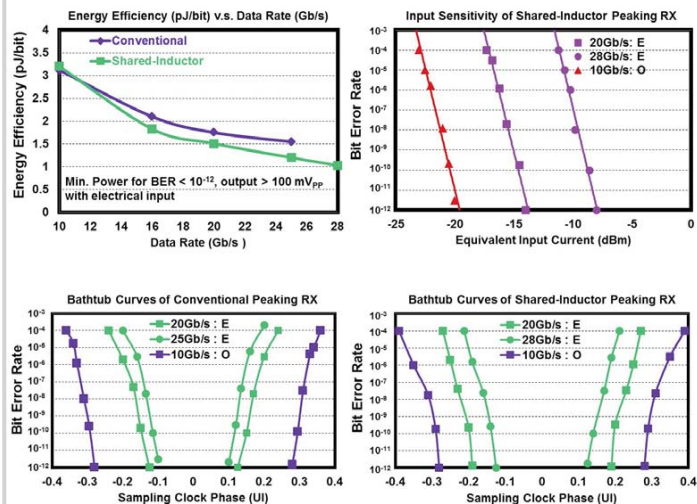 Energy Efficiency (pJ/bit) v.s. Data Rate (Gb/s)
Energy Efficiency (pJ/bit)
4
3.5
3
2.5
2
1.5
1
0.5
0
Conventional
Shared-Inductor
Min. Power for BER < 10⁻¹², output > 100 mVPP
with electrical input
10 12 14 16 18 20 22 24 26 28
Data Rate (Gb/s )
Input Sensitivity of Shared-Inductor Peaking RX
Bit Error Rate
10⁻³
10⁻⁴
10⁻⁵
10⁻⁶
10⁻⁷
10⁻⁸
10⁻⁹
10⁻¹⁰
10⁻¹¹
10⁻¹²
20Gb/s: E
28Gb/s: E
10Gb/s: O
-25 -20 -15 -10 -5 0
Equivalent Input Current (dBm)
Bathtub Curves of Conventional Peaking RX
Bit Error Rate
10⁻³
10⁻⁴
10⁻⁵
10⁻⁶
10⁻⁷
10⁻⁸
10⁻⁹
10⁻¹⁰
10⁻¹¹
10⁻¹²
20Gb/s : E
25Gb/s : E
10Gb/s : O
-0.4 -0.3 -0.2 -0.1 0 0.1 0.2 0.3 0.4
Sampling Clock Phase (UI)
Bathtub Curves of Shared-Inductor Peaking RX
Bit Error Rate
10⁻³
10⁻⁴
10⁻⁵
10⁻⁶
10⁻⁷
10⁻⁸
10⁻⁹
10⁻¹⁰
10⁻¹¹
10⁻¹²
20Gb/s : E
28Gb/s : E
10Gb/s : O
-0.4 -0.3 -0.2 -0.1 0 0.1 0.2 0.3 0.4
Sampling Clock Phase (UI)